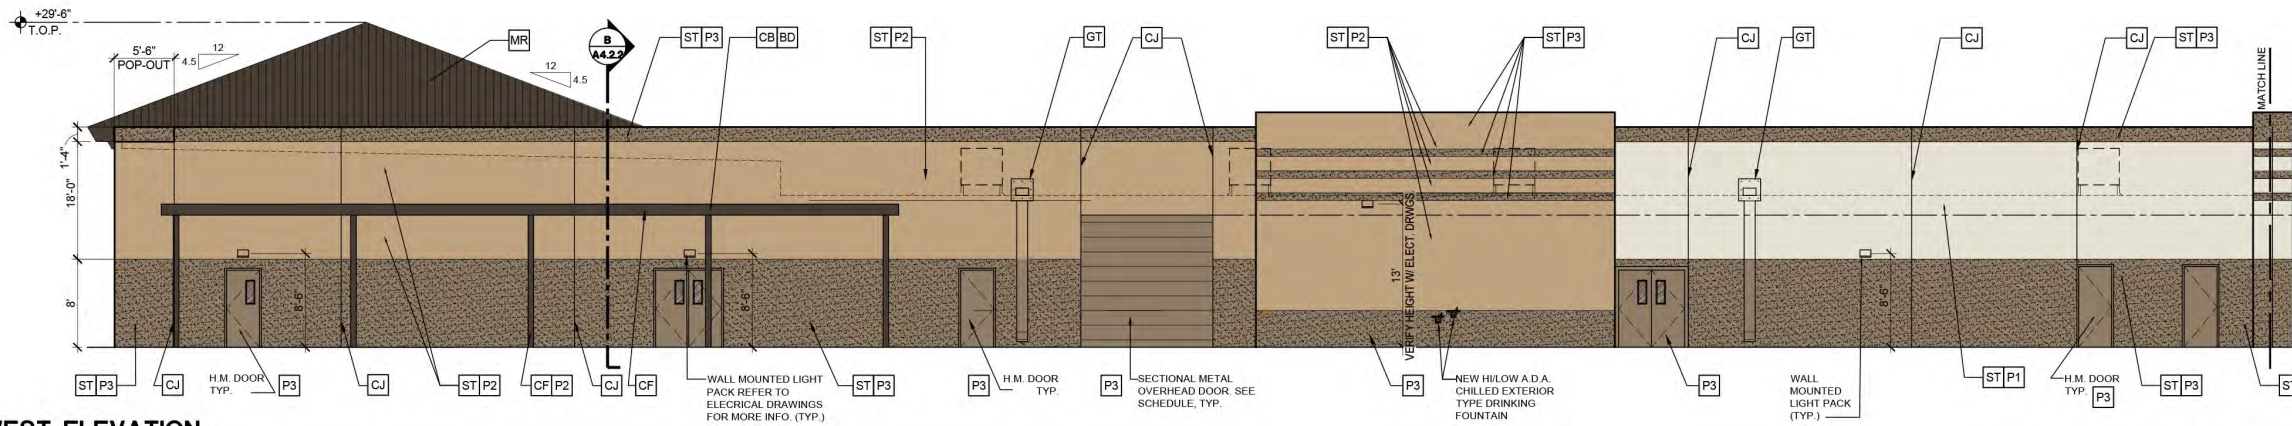 +29'-6"
T.O.P.
5'-6"
POP-OUT
12
4.5
12
4.5
MR
B
A4.2.2
ST P3
CB BD
ST P2
GT
CJ
ST P2
ST P3
CJ
GT
CJ
CJ
ST P3
MATCH LINE
1'-4"
18'-0"
8'
8'-6"
8'-6"
13'
VERIFY HEIGHT W/ ELECT. DRWGS.
8'-6"
ST P3
CJ
H.M. DOOR
TYP.
P3
CJ
ST P2
CF P2
CJ
CF
WALL MOUNTED LIGHT
PACK REFER TO
ELECRICAL DRAWINGS
FOR MORE INFO. (TYP.)
ST P3
P3
H.M. DOOR
TYP.
P3
SECTIONAL METAL
OVERHEAD DOOR. SEE
SCHEDULE, TYP.
P3
NEW HI/LOW A.D.A.
CHILLED EXTERIOR
TYPE DRINKING
FOUNTAIN
P3
WALL
MOUNTED
LIGHT PACK
(TYP.)
ST P1
H.M. DOOR
TYP.
P3
ST P3
ST
EST ELEVATION